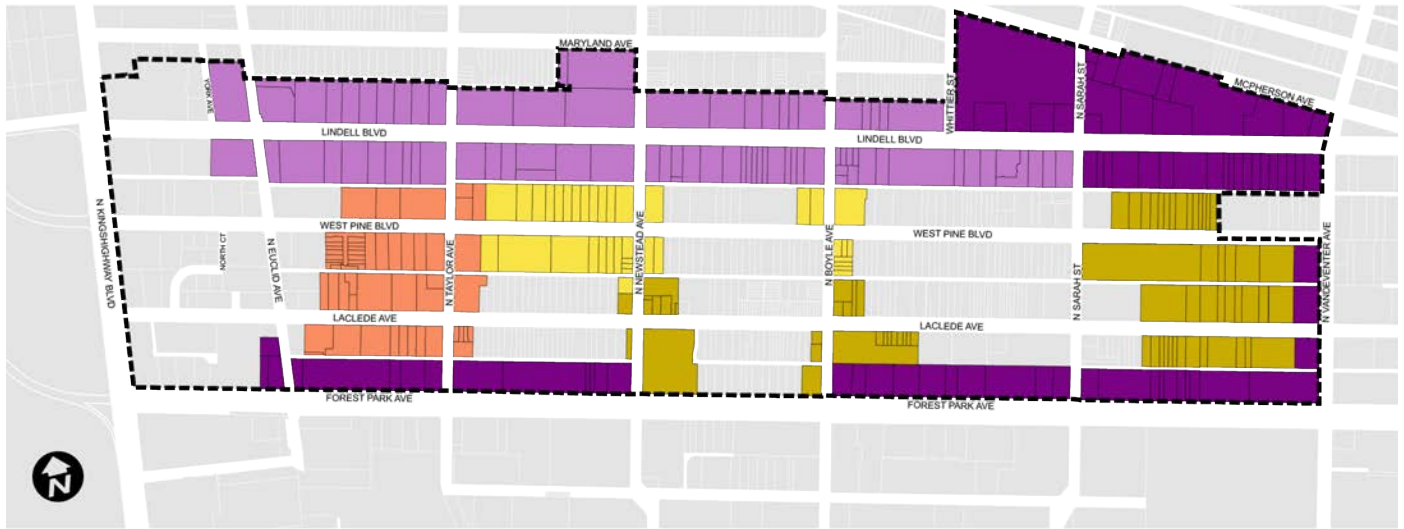 MARYLAND AVE
MCPHERSON AVE
YORK AVE
WHITTIER ST
N SARAH ST
LINDELL BLVD
LINDELL BLVD
N KINGSHIGHWAY BLVD
NORTH CT
N EUCLID AVE
WEST PINE BLVD
N TAYLOR AVE
N NEWSTEAD AVE
N BOYLE AVE
WEST PINE BLVD
N SARAH ST
N VANDEVENTER AVE
LACLEDE AVE
LACLEDE AVE
FOREST PARK AVE
FOREST PARK AVE
N